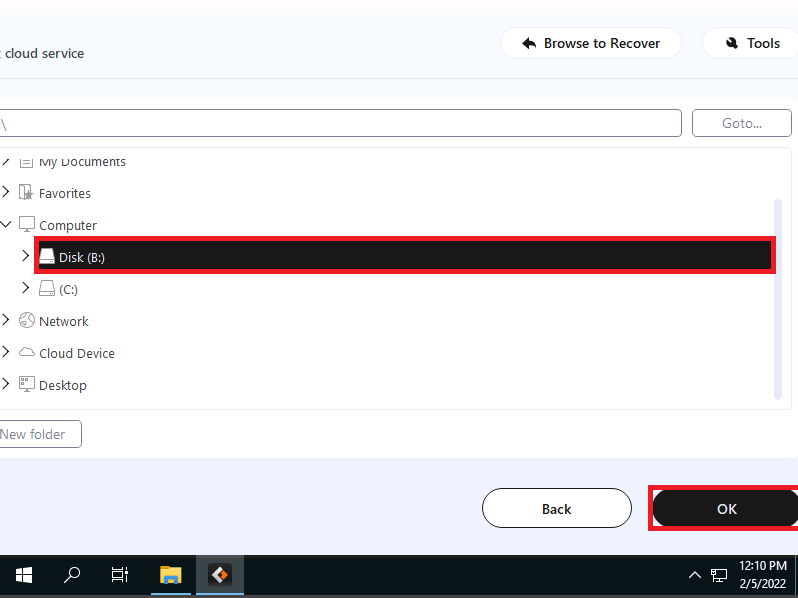 cloud service
Browse to Recover
Tools
\
Goto...
My Documents
Favorites
Computer
Disk (B:)
(C:)
Network
Cloud Device
Desktop
New folder
Back
OK
12:10 PM
2/5/2022